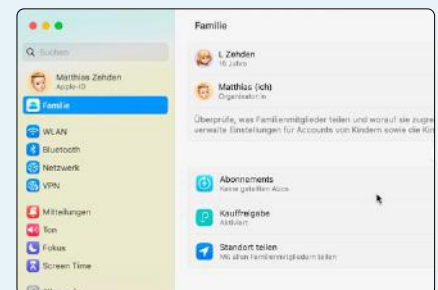 Familie
Suchen
Matthias Zehden
Apple-ID
Familie
WLAN
Bluetooth
Netzwerk
VPN
Mitteilungen
Ton
Fokus
Screen Time
L Zehden
16 Jahre
Matthias (ich)
Organisator:in
Überprüfe, was Familienmitglieder teilen und worauf sie zugre
verwalte Einstellungen für Accounts von Kindern sowie die Kin
Abonnements
Keine geteilten Abos
Kauffreigabe
Aktiviert
Standort teilen
Mit allen Familienmitgliedern teilen